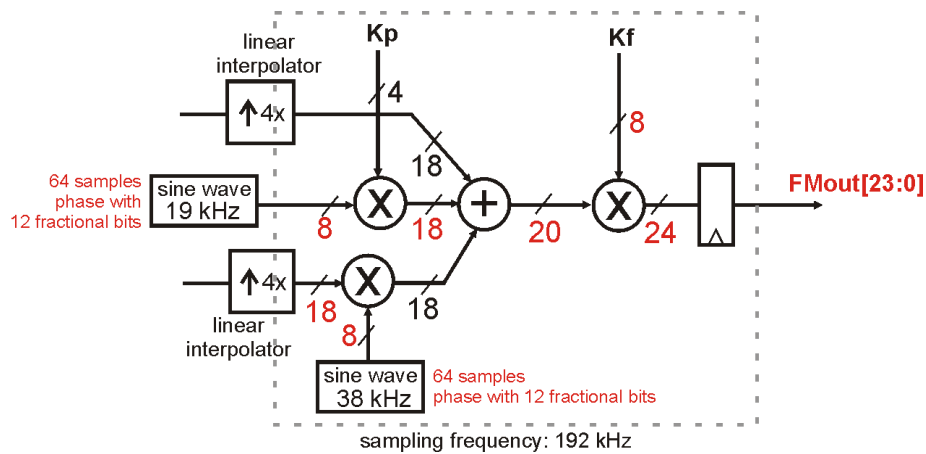 linear
interpolator
Kp
Kf
↑ 4x
4
8
18
64 samples
phase with
12 fractional bits
sine wave
19 kHz
8
X
18
+
20
X
24
FMout[23:0]
↑ 4x
18
X
18
linear
interpolator
8
sine wave
38 kHz
64 samples
phase with 12 fractional bits
sampling frequency: 192 kHz